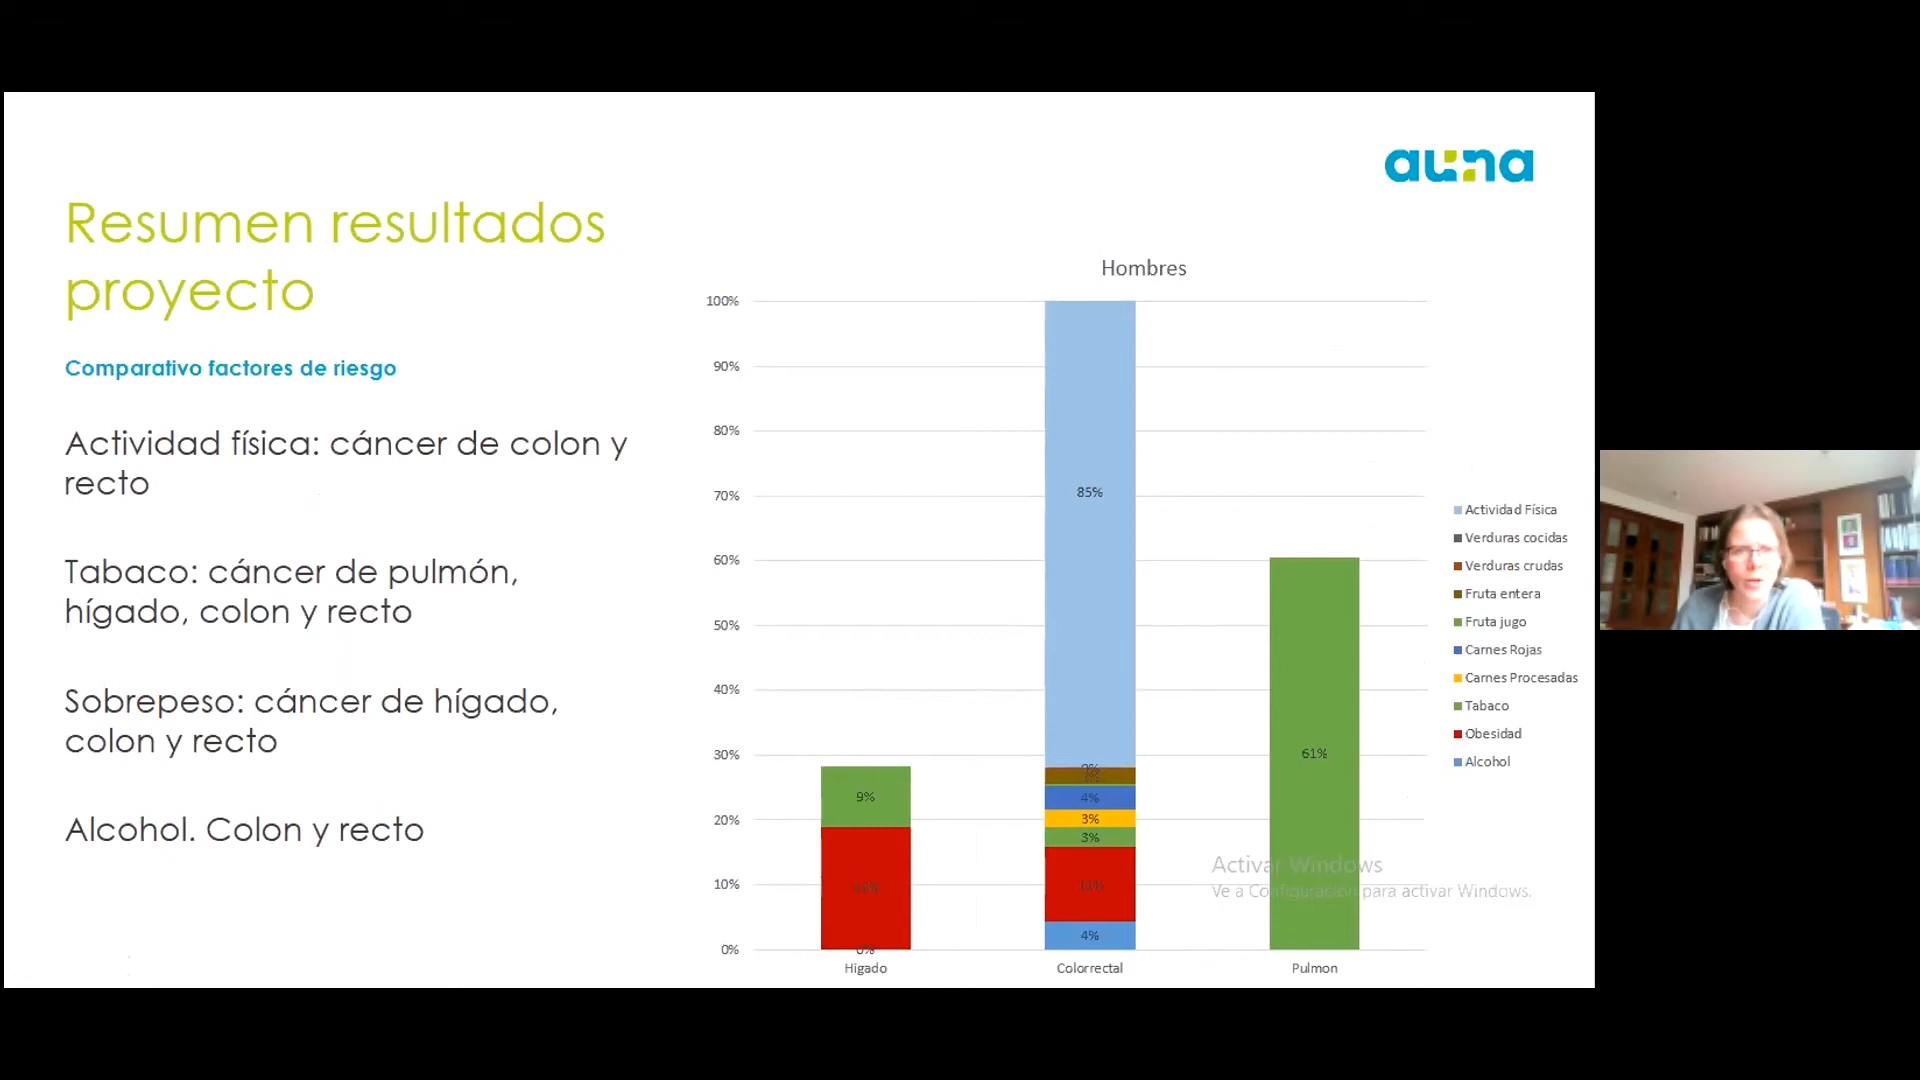 auna
Resumen resultados
proyecto
Comparativo factores de riesgo
Actividad física: cáncer de colon y
recto
Tabaco: cáncer de pulmón,
hígado, colon y recto
Sobrepeso: cáncer de hígado,
colon y recto
Alcohol. Colon y recto
Hombres
100%
90%
80%
70%
60%
50%
40%
30%
20%
10%
0%
9%
0%
85%
4%
3%
3%
11%
4%
61%
Higado
Colorrectal
Pulmon
Actividad Física
Verduras cocidas
Verduras crudas
Fruta entera
Fruta jugo
Carnes Rojas
Carnes Procesadas
Tabaco
Obesidad
Alcohol
Activar Windows
Ve a Configuración para activar Windows.